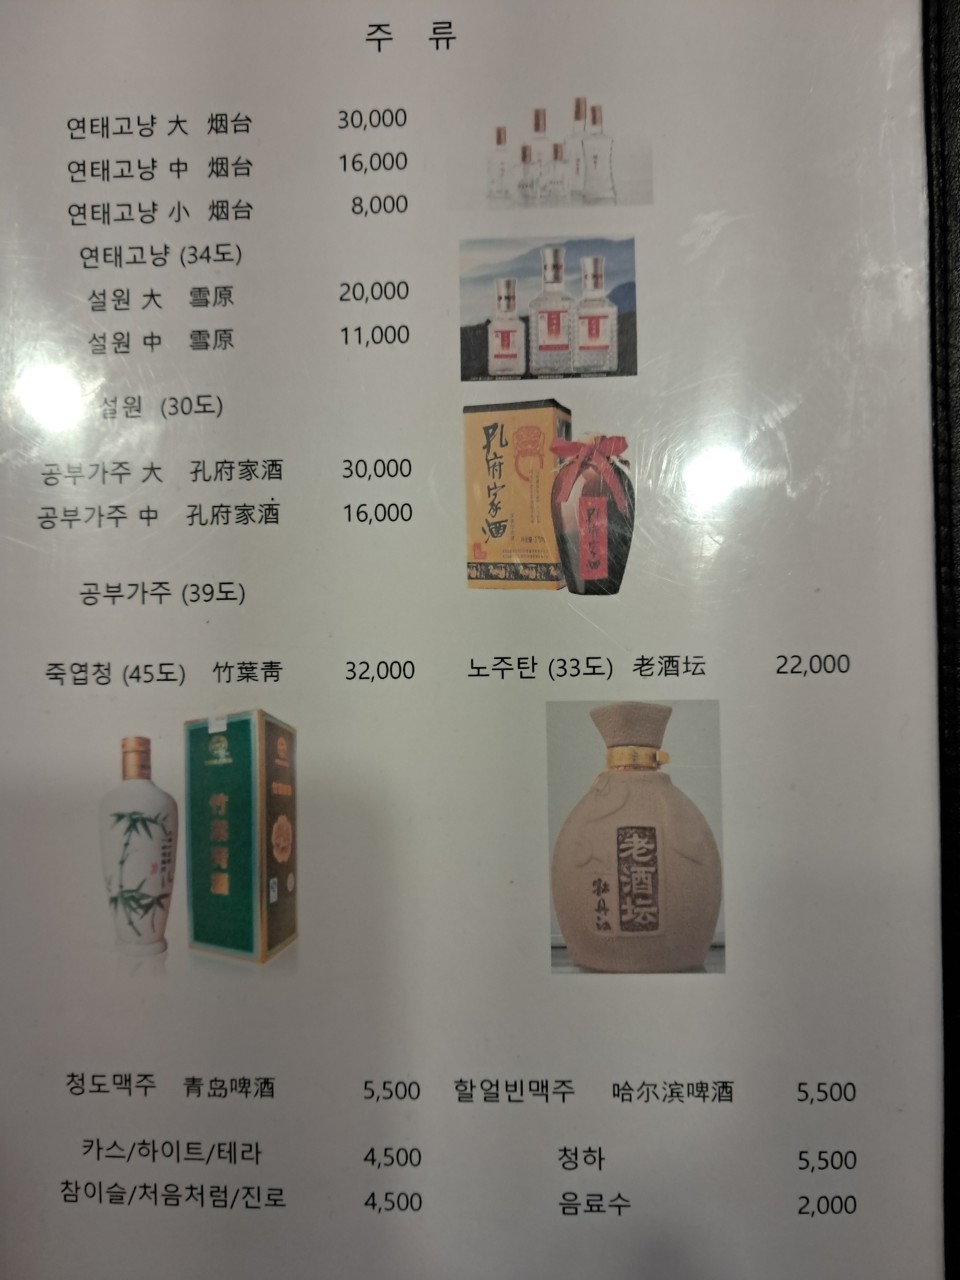 주 류
연태고냥 大 烟台 30,000
연태고냥 中 烟台 16,000
연태고냥 小 烟台 8,000
연태고냥 (34도)
설원 大 雪原 20,000
설원 中 雪原 11,000
설원 (30도)
공부가주 大 孔府家酒 30,000
공부가주 中 孔府家酒 16,000
공부가주 (39도)
孔府家酒
孔府家酒
죽엽청 (45도) 竹葉靑 32,000
노주탄 (33도) 老酒坛 22,000
老酒坛
牡丹江
청도맥주 青岛啤酒 5,500
할얼빈맥주 哈尔滨啤酒 5,500
카스/하이트/테라 4,500
청하 5,500
참이슬/처음처럼/진로 4,500
음료수 2,000